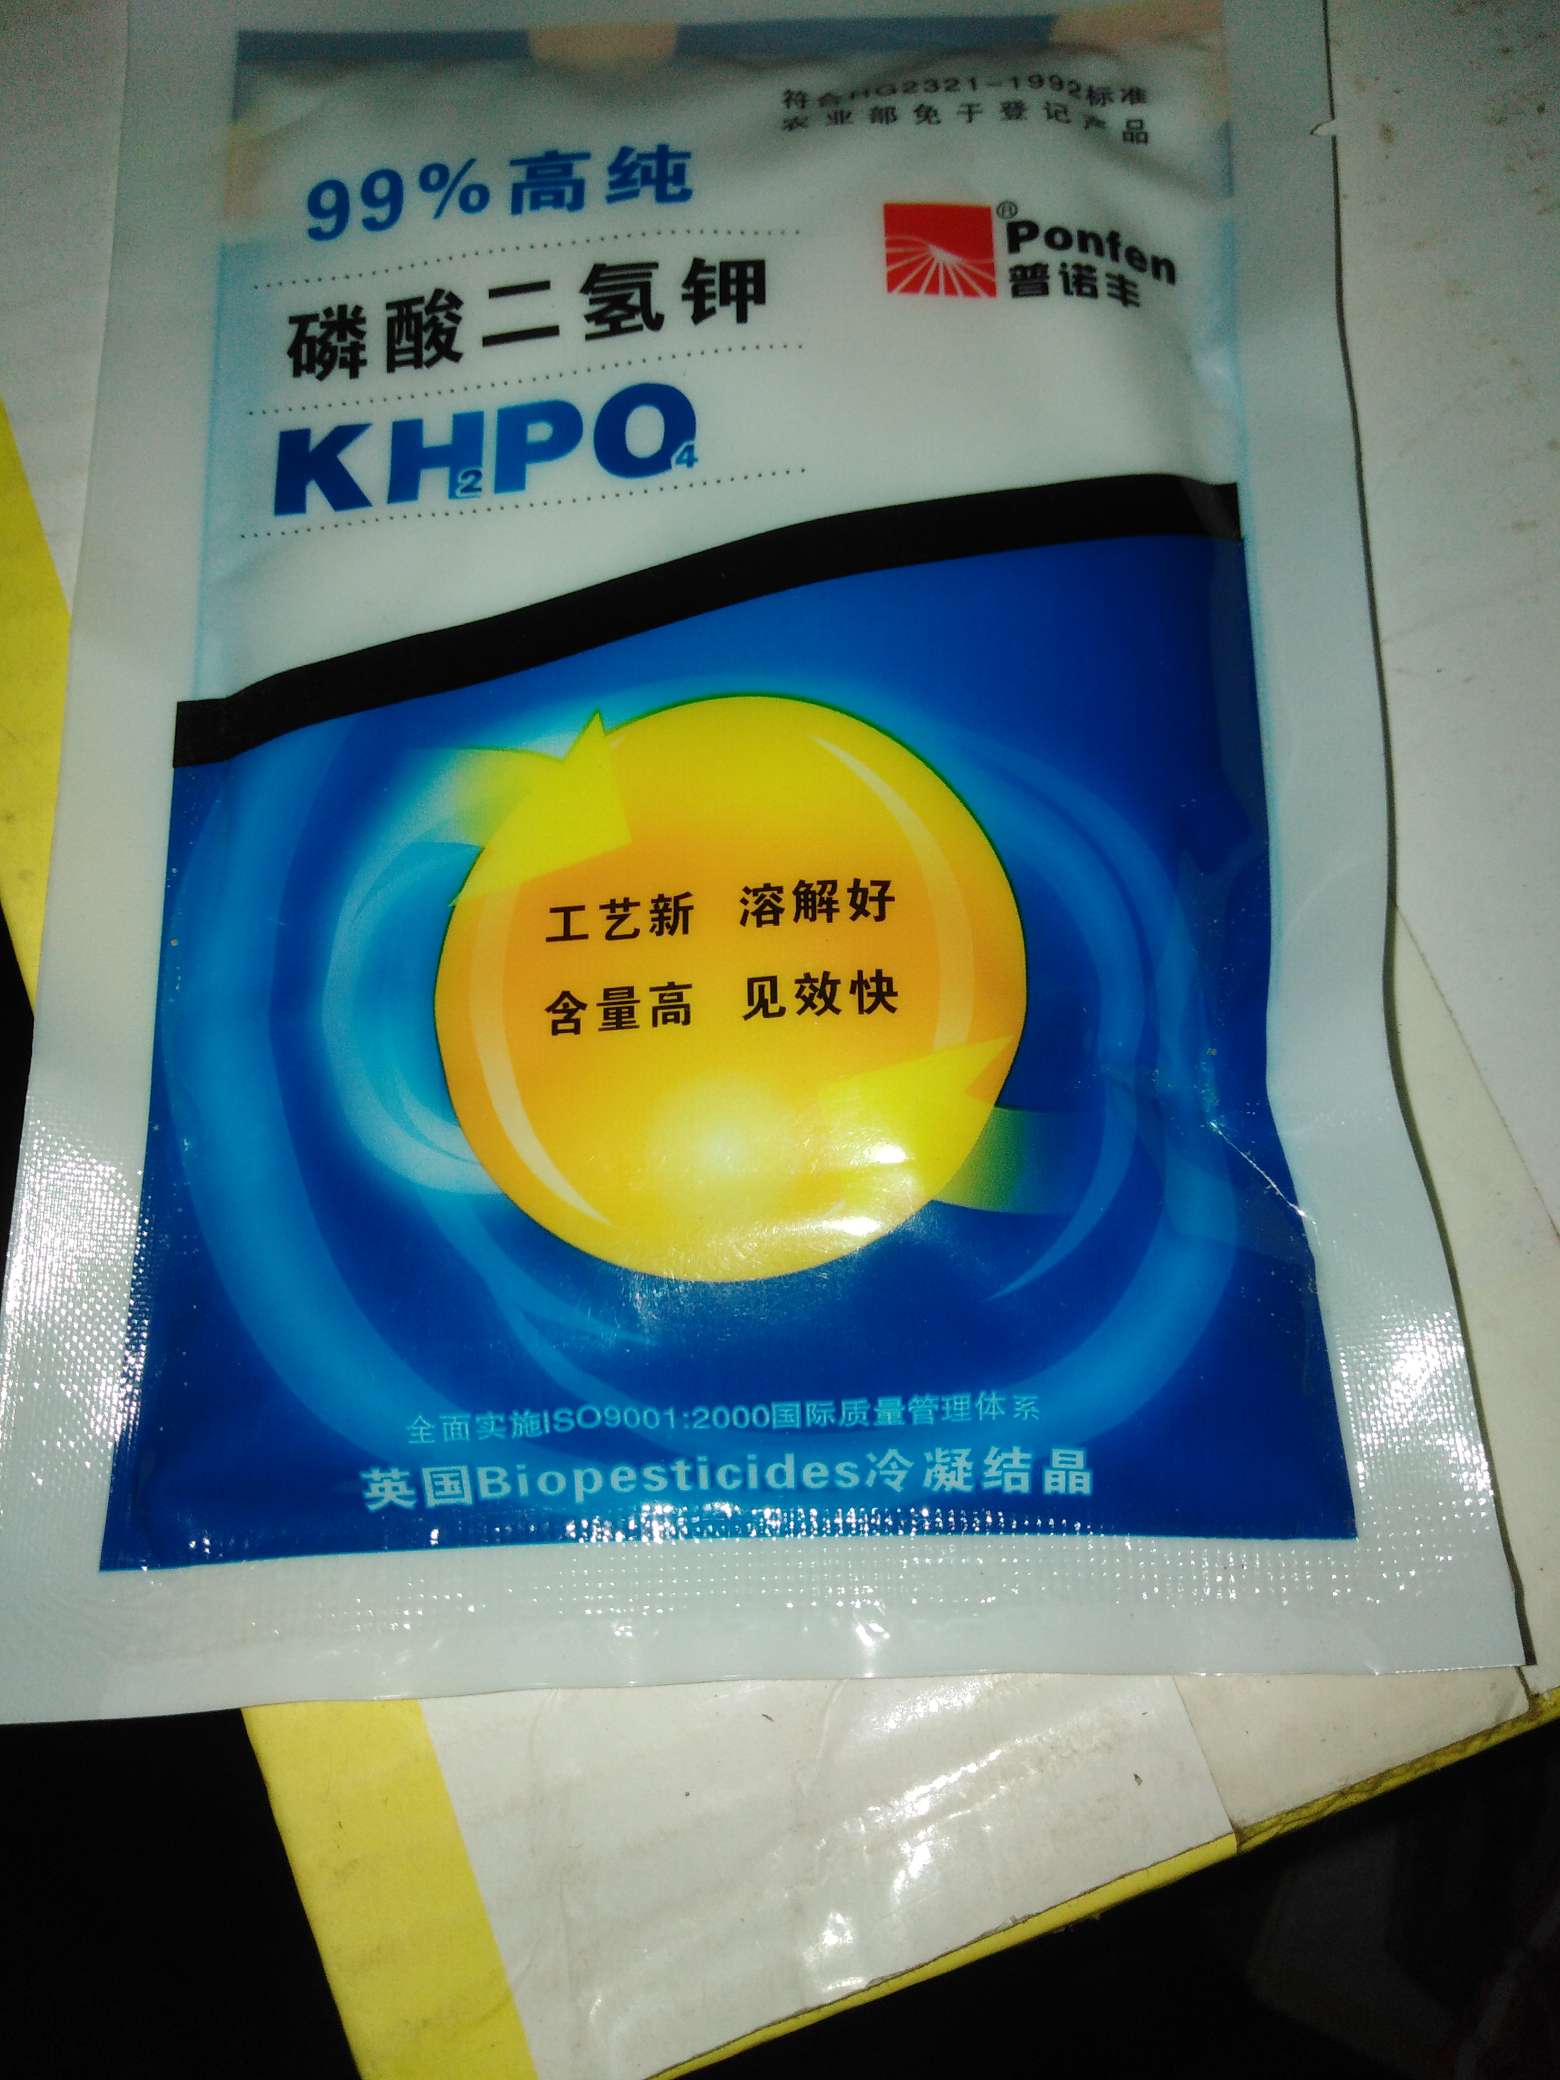 符合HG2321-1992标准
农业部免于登记产品
99%高纯
®
Ponfen
普诺丰
磷酸二氢钾
KH2PO4
工艺新 溶解好
含量高 见效快
全面实施ISO9001:2000国际质量管理体系
英国Biopesticides冷凝结晶